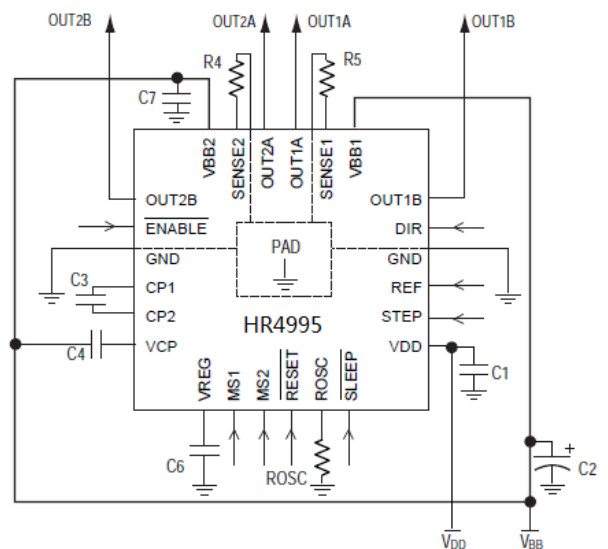 OUT2B
OUT2A
OUT1A
OUT1B
R4
R5
C7
VBB2
SENSE2
OUT2A
OUT1A
SENSE1
VBB1
OUT2B
OUT1B
ENABLE
DIR
PAD
GND
GND
C3
CP1
REF
CP2
HR4995
STEP
C4
VCP
VDD
C1
VREG
MS1
MS2
RESET
ROSC
SLEEP
C6
ROSC
+
C2
VDD
VBB